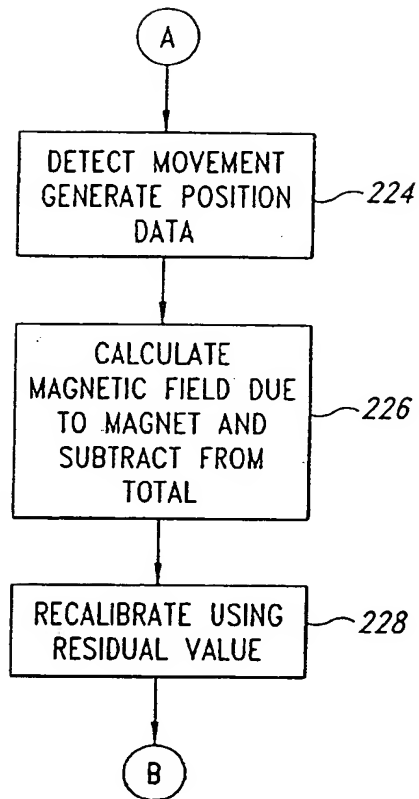 A
DETECT MOVEMENT
GENERATE POSITION
DATA
224
CALCULATE
MAGNETIC FIELD DUE
TO MAGNET AND
SUBTRACT FROM
TOTAL
226
RECALIBRATE USING
RESIDUAL VALUE
228
B